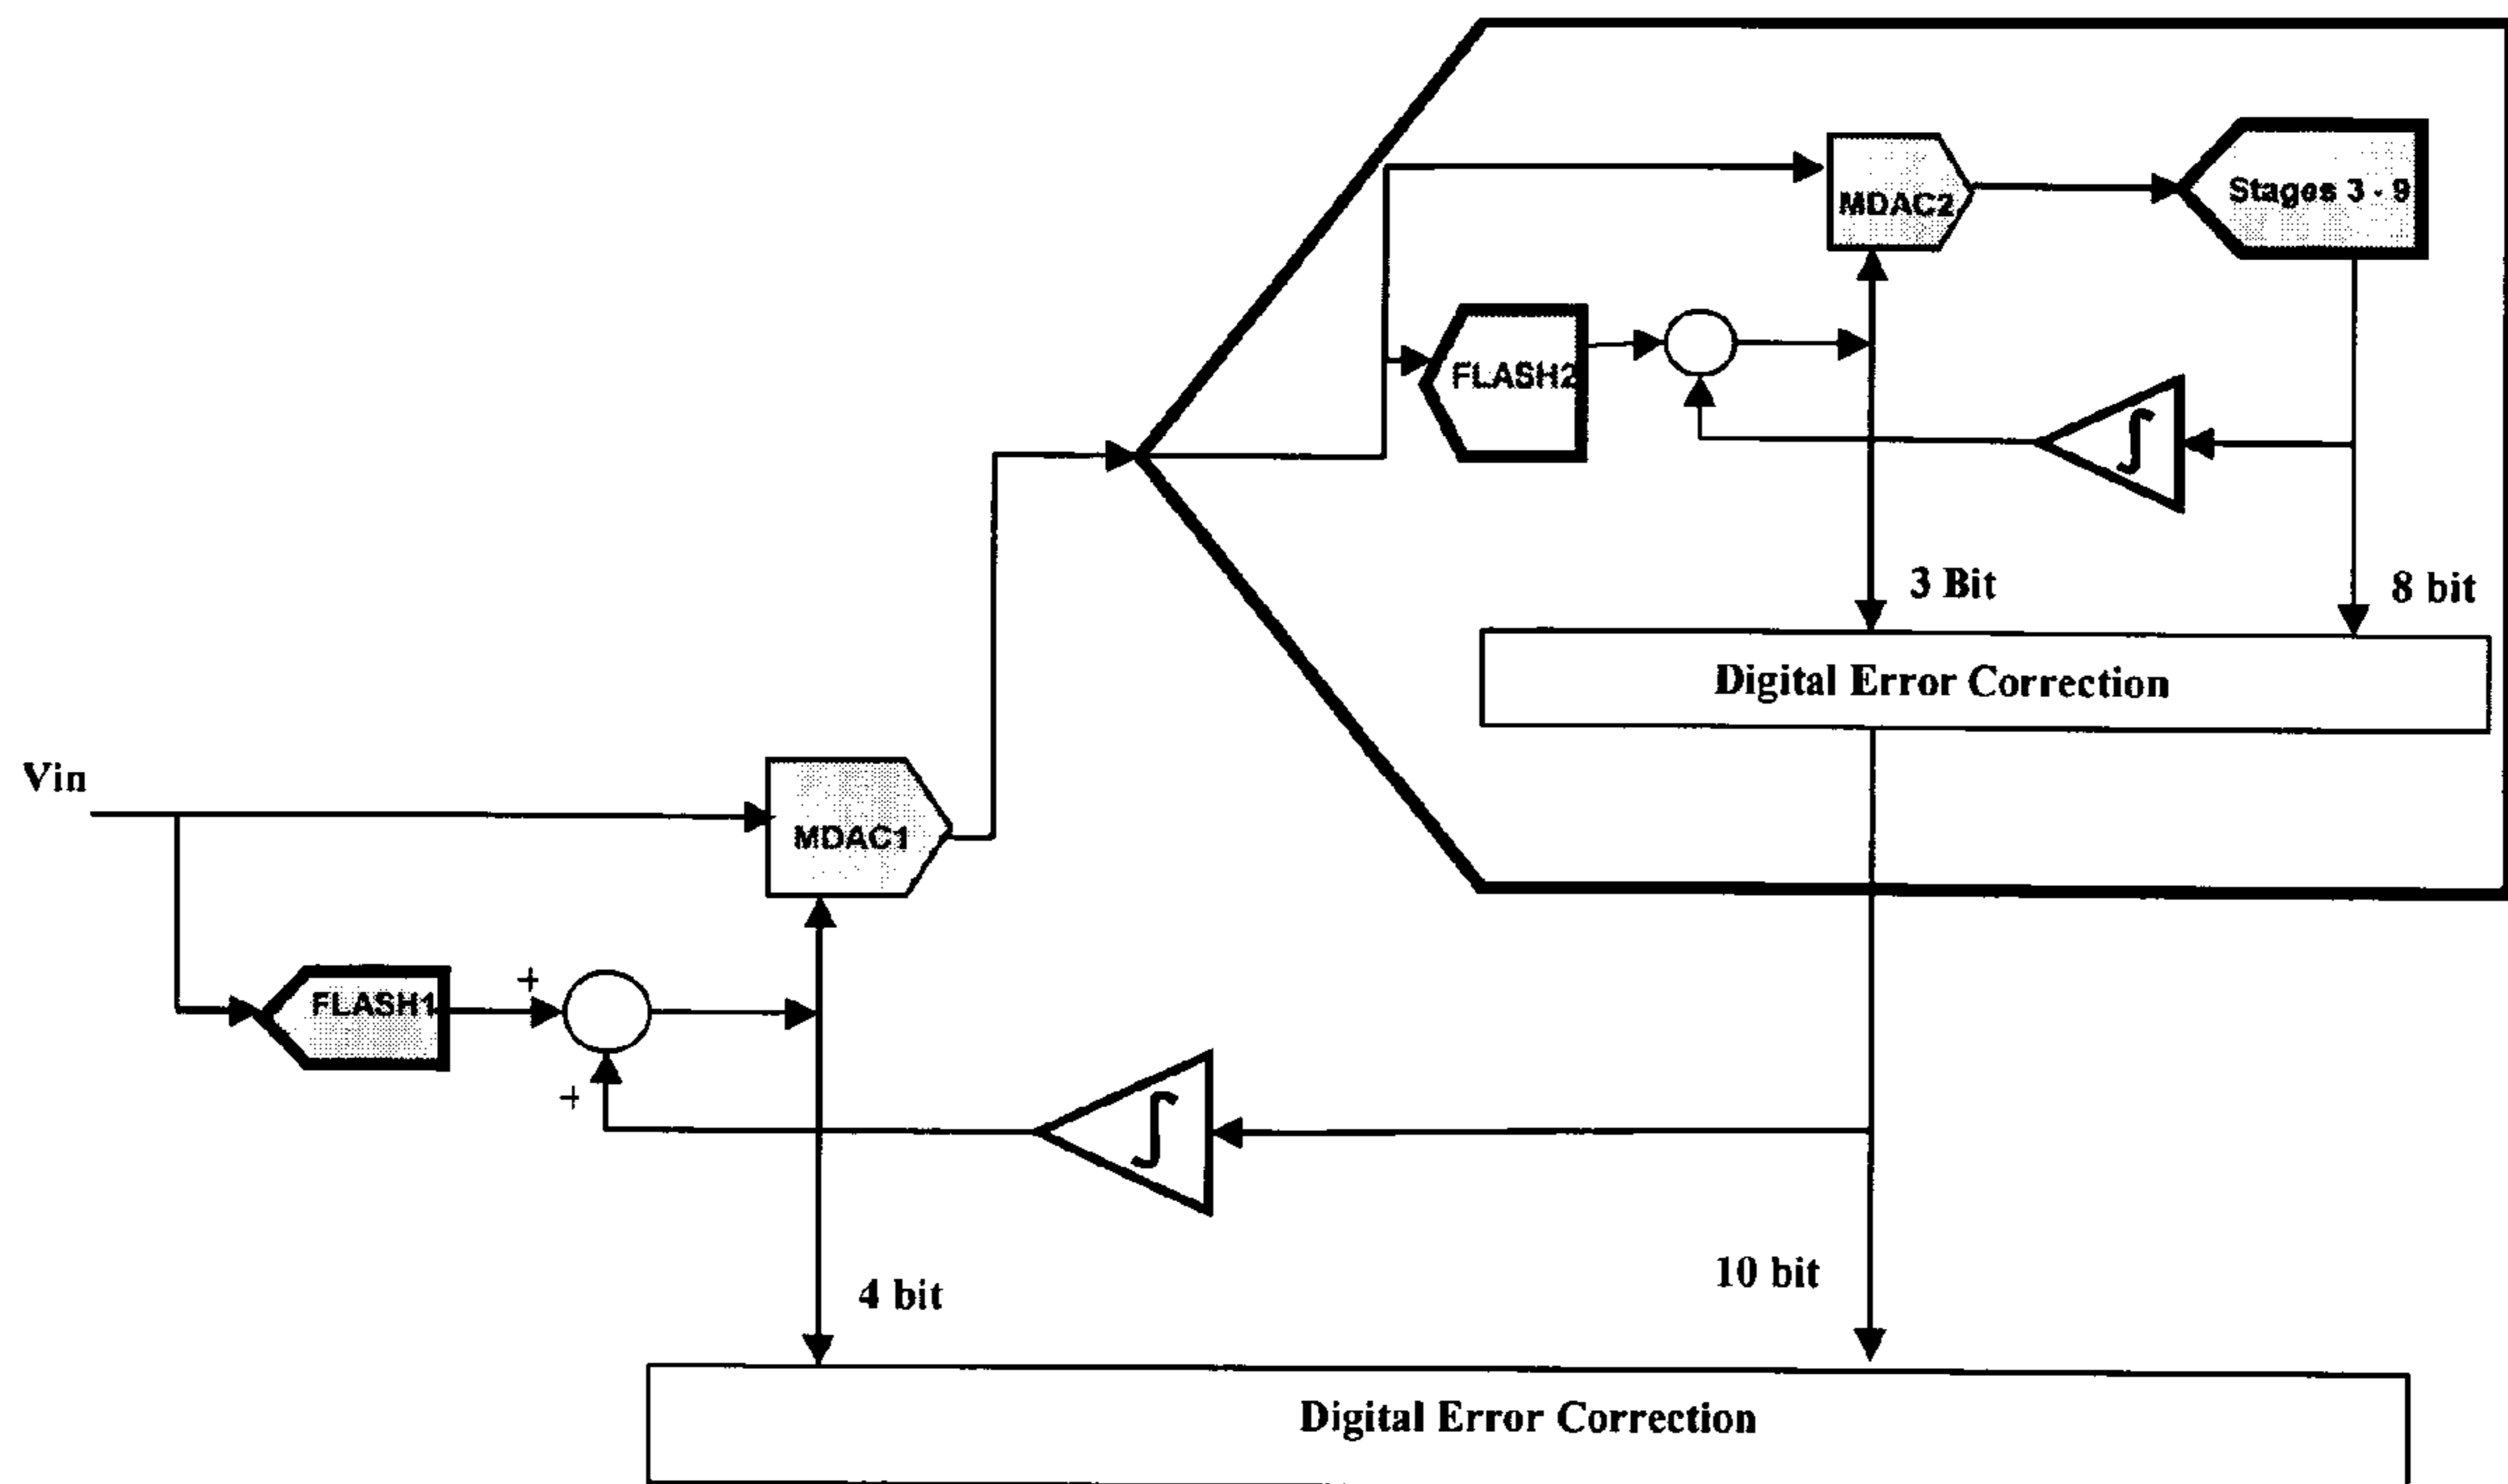 MDAC2
Stages 3 - 9
FLASH2
∫
3 Bit
8 bit
Digital Error Correction
Vin
MDAC1
FLASH1
+
+
∫
4 bit
10 bit
Digital Error Correction